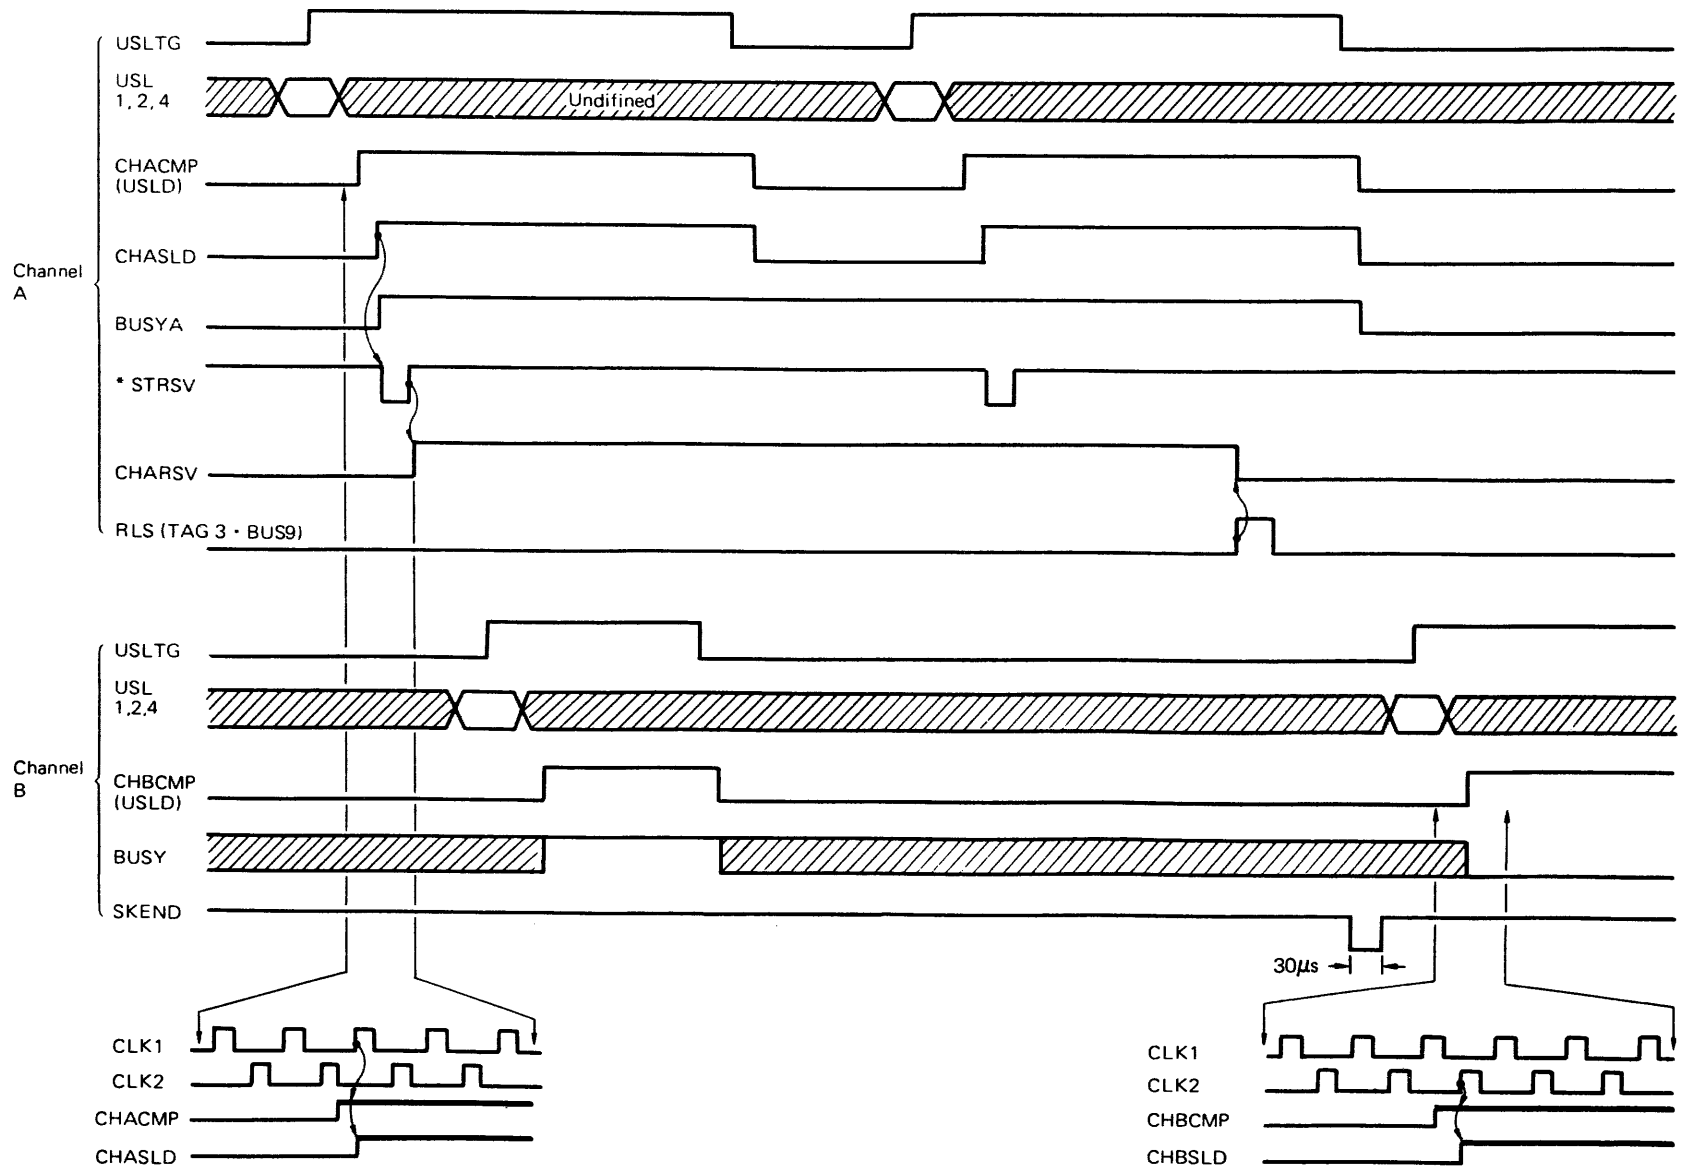 USLTG
USL
1, 2, 4
Undifined
CHACMP
(USLD)
CHASLD
Channel
A
BUSYA
* STRSV
CHARSV
RLS (TAG 3 · BUS9)
USLTG
USL
1,2,4
Channel
B
CHBCMP
(USLD)
BUSY
SKEND
30μs
CLK1
CLK2
CHACMP
CHASLD
CLK1
CLK2
CHBCMP
CHBSLD